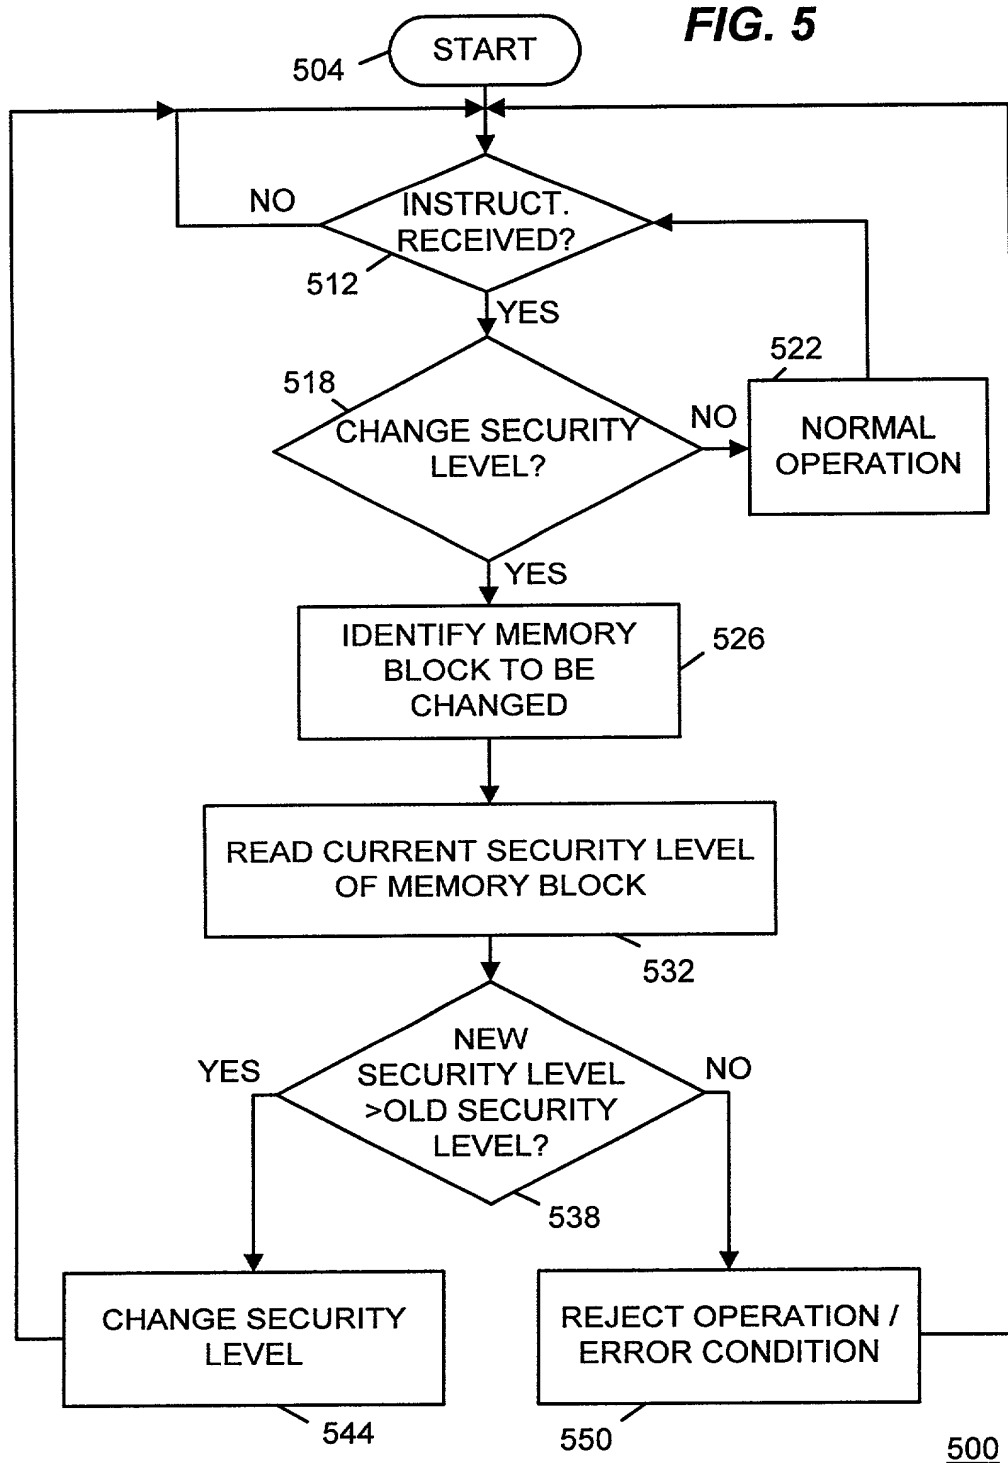 FIG. 5
START
504
NO
INSTRUCT.
RECEIVED?
512
YES
522
518
CHANGE SECURITY
LEVEL?
NO
NORMAL
OPERATION
YES
IDENTIFY MEMORY
BLOCK TO BE
CHANGED
526
READ CURRENT SECURITY LEVEL
OF MEMORY BLOCK
532
YES
NEW
SECURITY LEVEL
>OLD SECURITY
LEVEL?
NO
538
CHANGE SECURITY
LEVEL
REJECT OPERATION /
ERROR CONDITION
544
550
500